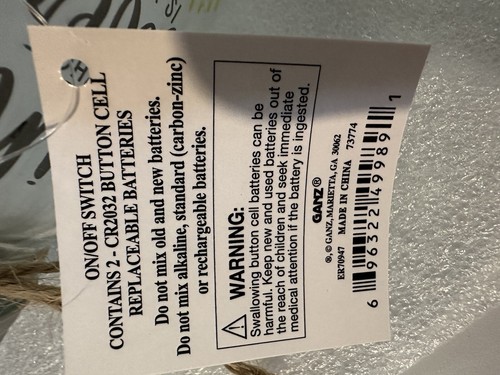 ON/OFF SWITCH
CONTAINS 2 - CR2032 BUTTON CELL
REPLACEABLE BATTERIES
Do not mix old and new batteries.
Do not mix alkaline, standard (carbon-zinc)
or rechargeable batteries.
WARNING:
Swallowing button cell batteries can be
harmful. Keep new and used batteries out of
the reach of children and seek immediate
medical attention if the battery is ingested.
GANZ®
®, © GANZ, MARIETTA, GA 30062
ER70947 MADE IN CHINA 73774
6 96322 49989 1